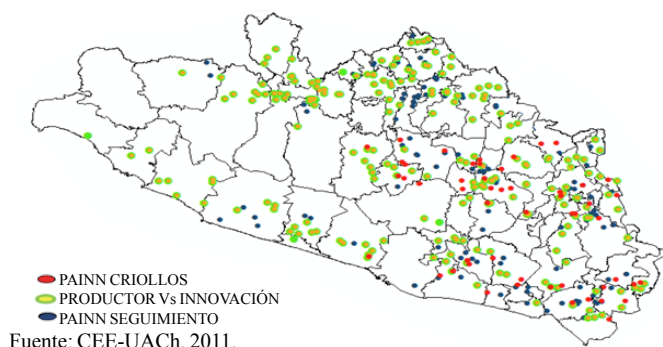 PAINN CRIOLLOS
PRODUCTOR Vs INNOVACIÓN
PAINN SEGUIMIENTO
Fuente: CEE-UACh, 2011.